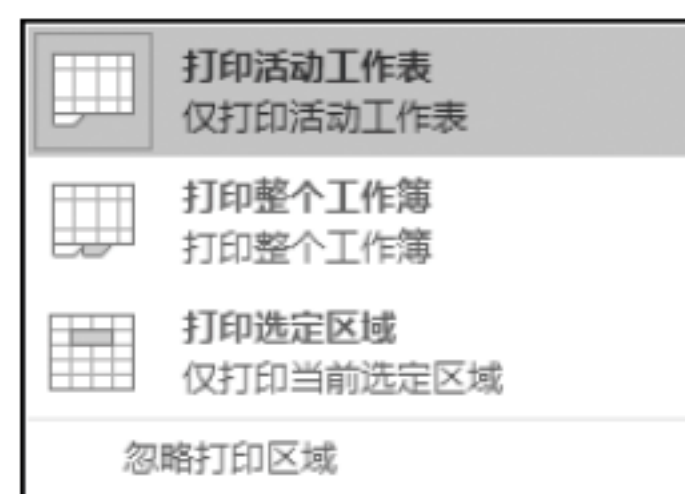 打印活动工作表
仅打印活动工作表
打印整个工作簿
打印整个工作簿
打印选定区域
仅打印当前选定区域
忽略打印区域